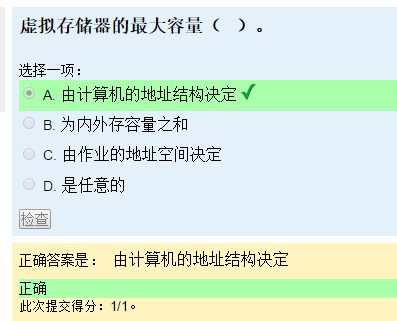 虚拟存储器的最大容量（  ）。
选择一项：
A. 由计算机的地址结构决定
B. 为内外存容量之和
C. 由作业的地址空间决定
D. 是任意的
检查
正确答案是： 由计算机的地址结构决定
正确
此次提交得分：1/1。